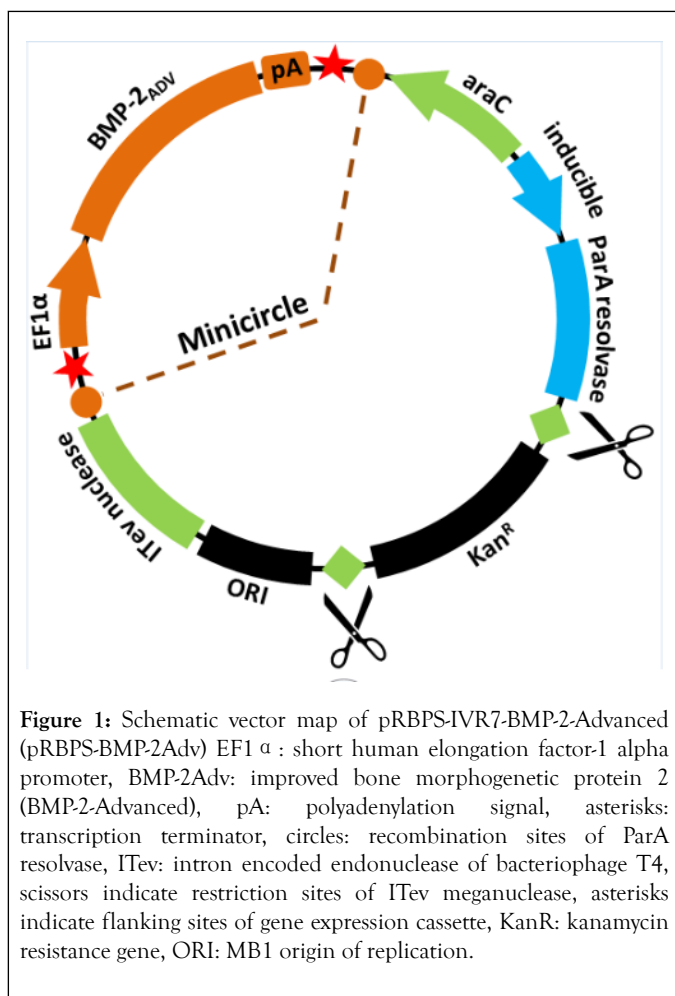 BMP-2ADV
pA
araC
inducible
ParA resolvase
EF1α
Minicircle
ITev nuclease
ORI
KanR
Figure 1: Schematic vector map of pRBPS-IVR7-BMP-2-Advanced
(pRBPS-BMP-2Adv) EF1 α : short human elongation factor-1 alpha
promoter, BMP-2Adv: improved bone morphogenetic protein 2
(BMP-2-Advanced), pA: polyadenylation signal, asterisks:
transcription terminator, circles: recombination sites of ParA
resolvase, ITev: intron encoded endonuclease of bacteriophage T4,
scissors indicate restriction sites of ITev meganuclease, asterisks
indicate flanking sites of gene expression cassette, KanR: kanamycin
resistance gene, ORI: MB1 origin of replication.